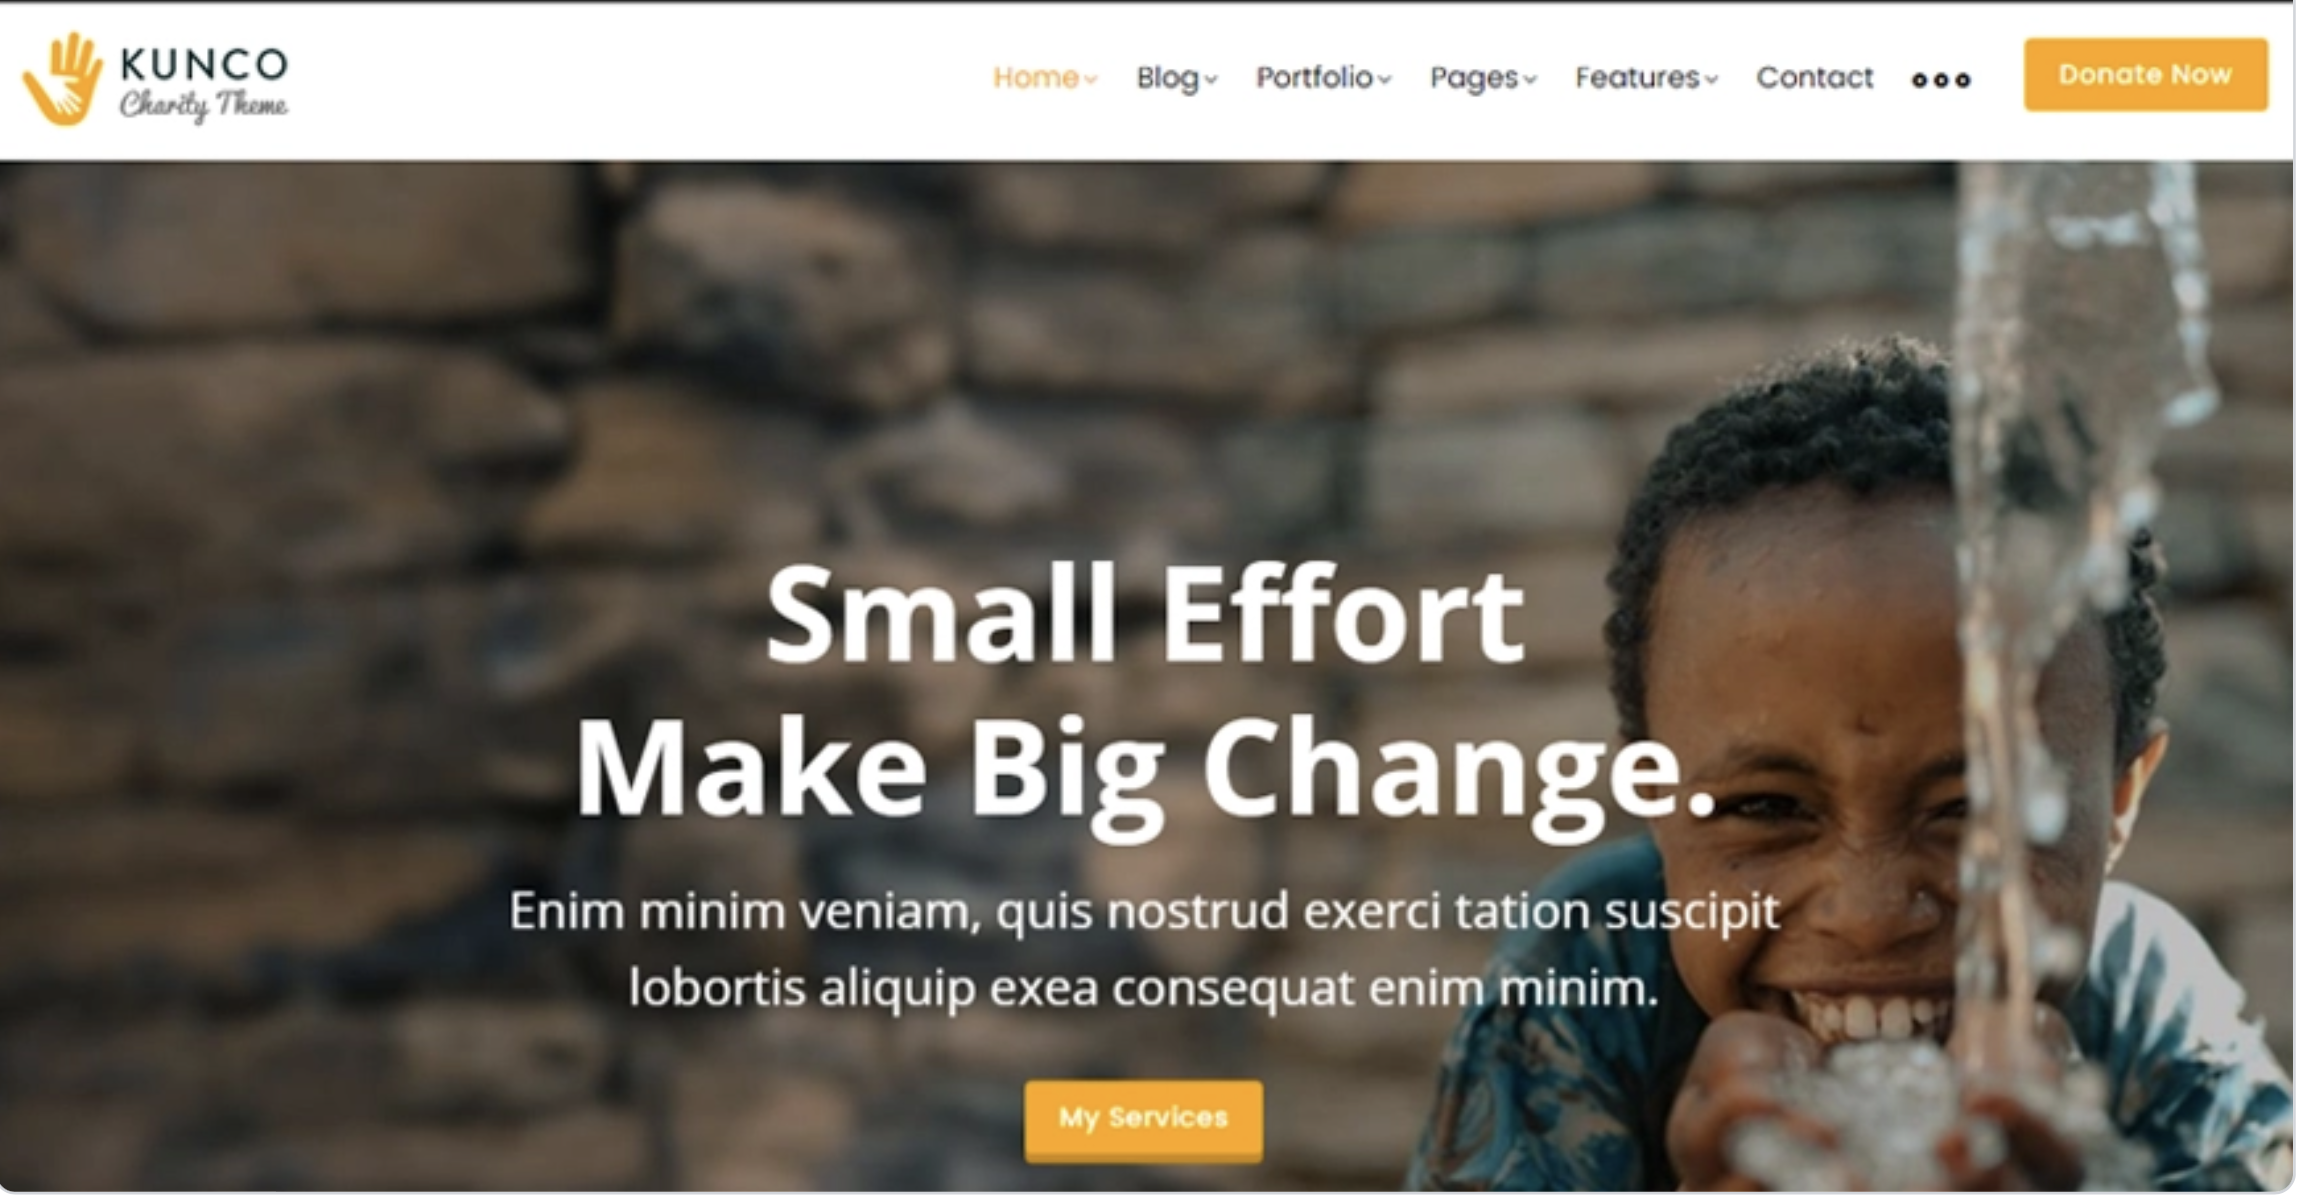 KUNCO
Charity Theme
Home Blog Portfolio Pages Features Contact Donate Now
Small Effort
Make Big Change.
Enim minim veniam, quis nostrud exerci tation suscipit
lobortis aliquip exea consequat enim minim.
My Services